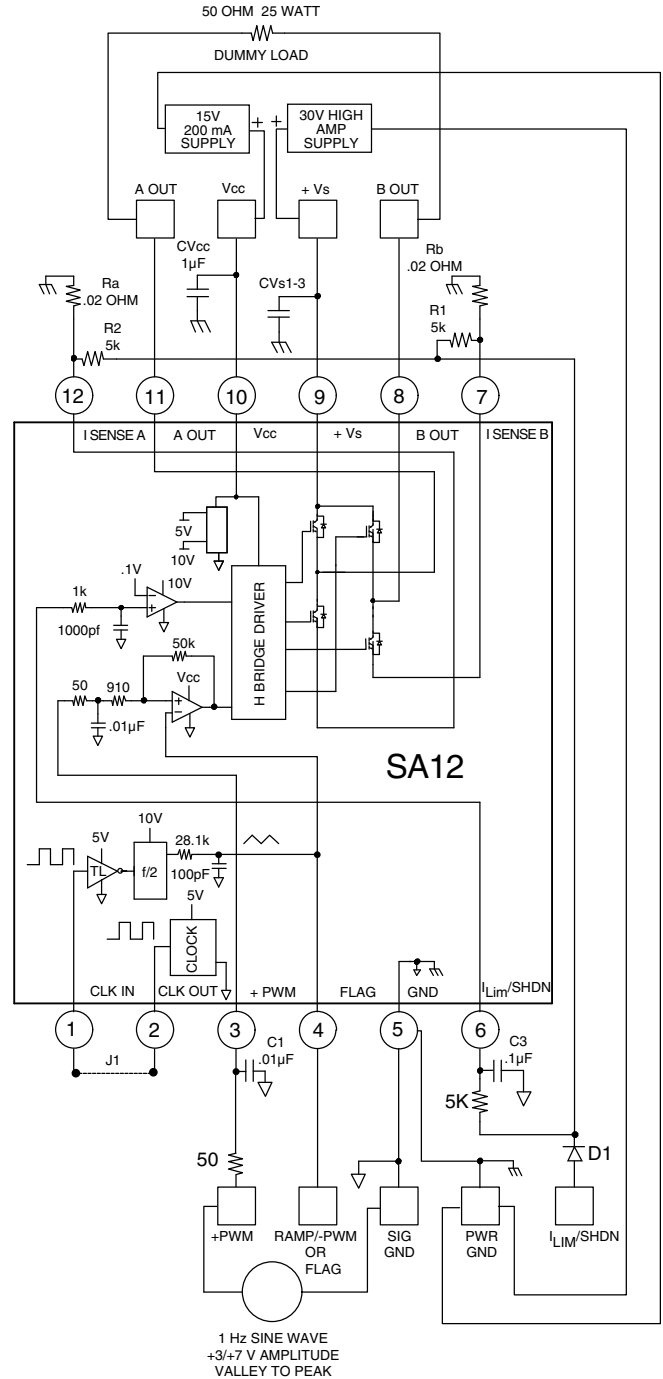 50 OHM 25 WATT
DUMMY LOAD
15V
200 mA
SUPPLY
+
+
30V HIGH
AMP
SUPPLY
A OUT
Vcc
+ Vs
B OUT
CVcc
1µF
CVs1-3
Ra
.02 OHM
R2
5k
Rb
.02 OHM
R1
5k
12
11
10
9
8
7
I SENSE A
A OUT
Vcc
+ Vs
B OUT
I SENSE B
5V
10V
.1V
10V
1k
1000pf
H BRIDGE DRIVER
50k
50
910
Vcc
.01µF
SA12
+
–
–
+
10V
5V
28.1k
TL
f/2
100pF
5V
CLOCK
CLK IN
CLK OUT
+ PWM
FLAG
GND
ILim/SHDN
1
2
3
4
5
6
J1
C1
.01µF
C3
.1µF
5K
50
D1
+PWM
RAMP/-PWM
OR
FLAG
SIG
GND
PWR
GND
ILIM/SHDN
1 Hz SINE WAVE
+3/+7 V AMPLITUDE
VALLEY TO PEAK